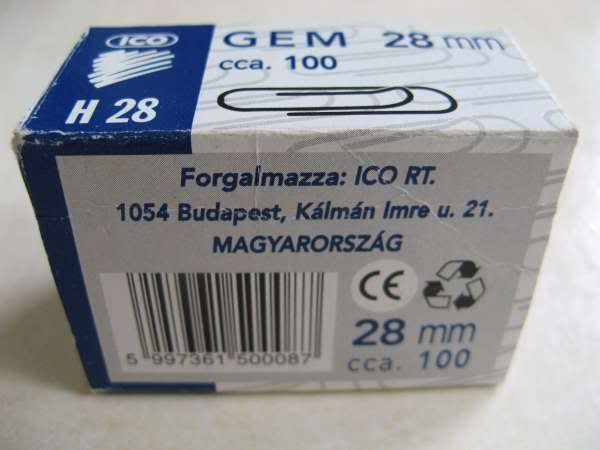 ICO
GEM 28 mm
cca. 100
H 28
Forgalmazza: ICO RT.
1054 Budapest, Kálmán Imre u. 21.
MAGYARORSZÁG
CE
28 mm
cca. 100
5 997361 500087